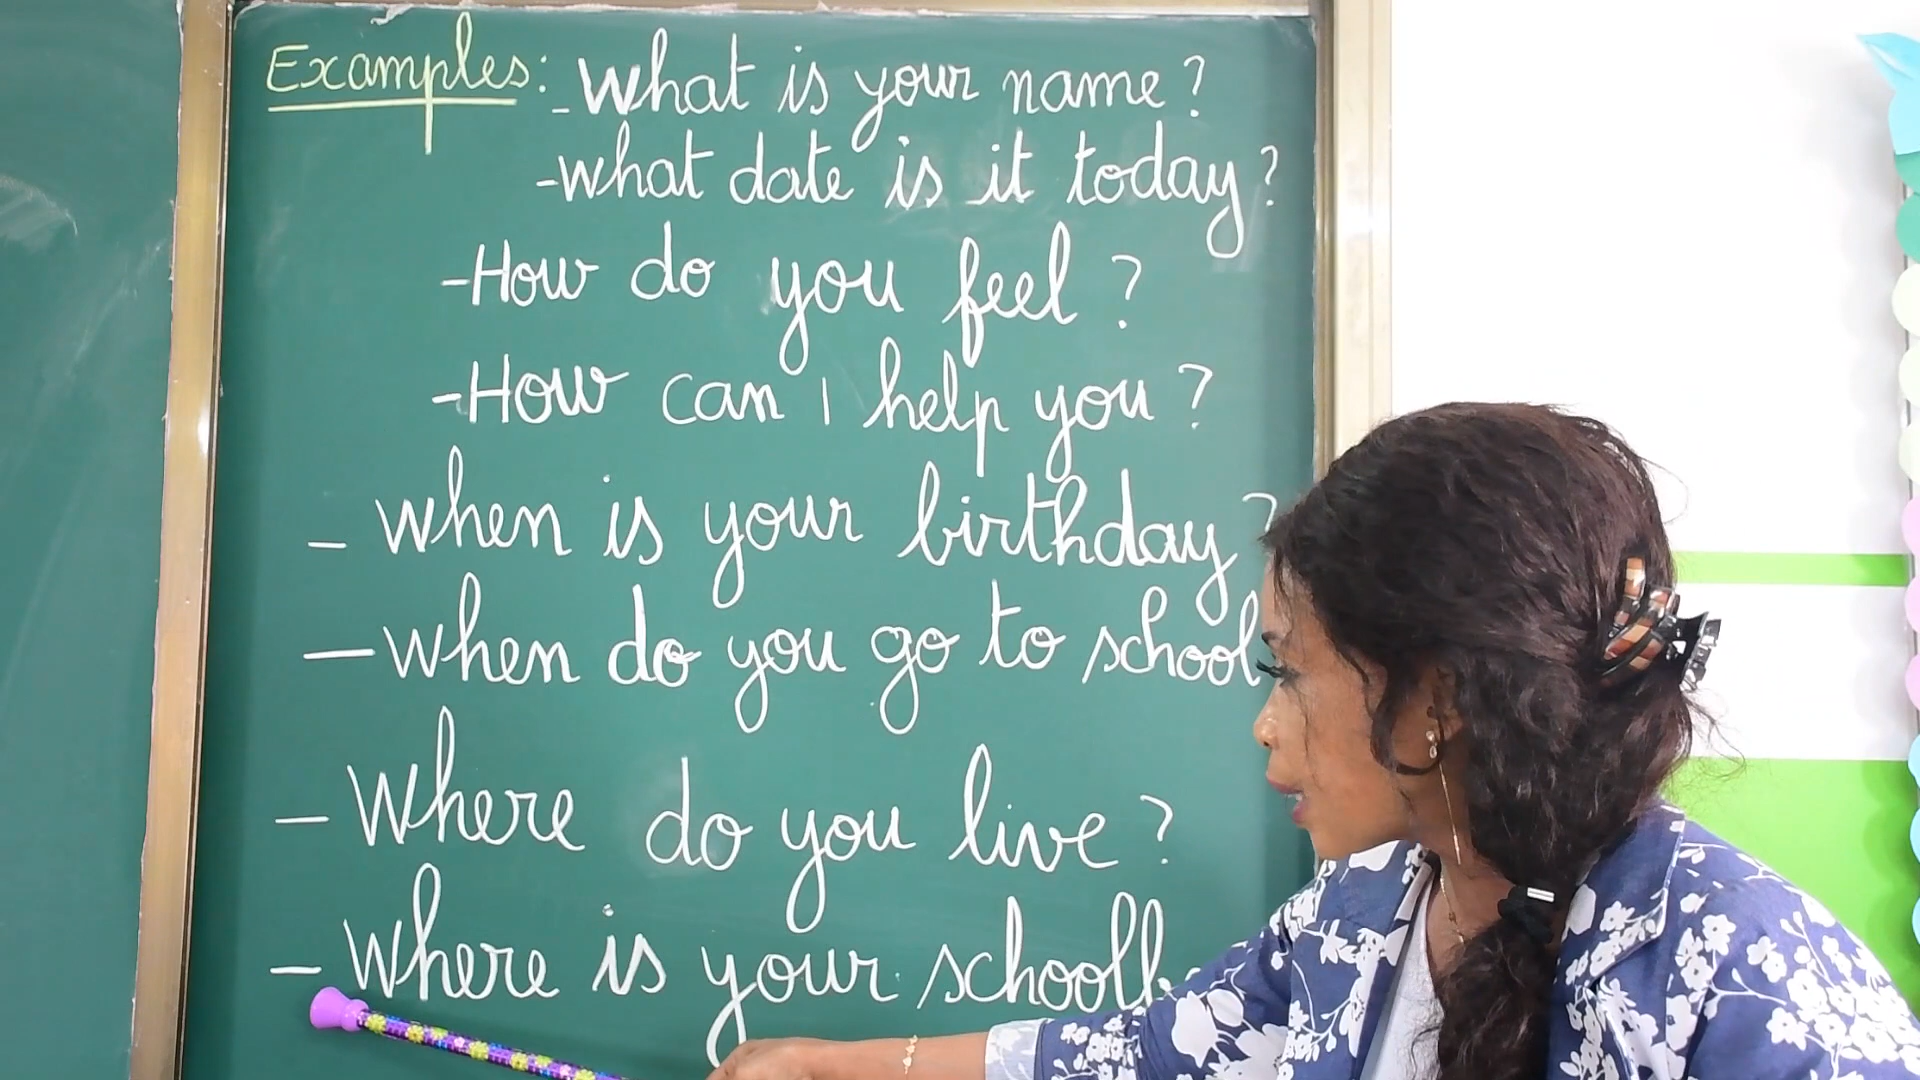 Examples: - What is your name?
- what date is it today?
- How do you feel?
- How can I help you?
- when is your birthday?
- when do you go to school
- Where do you live?
- where is your